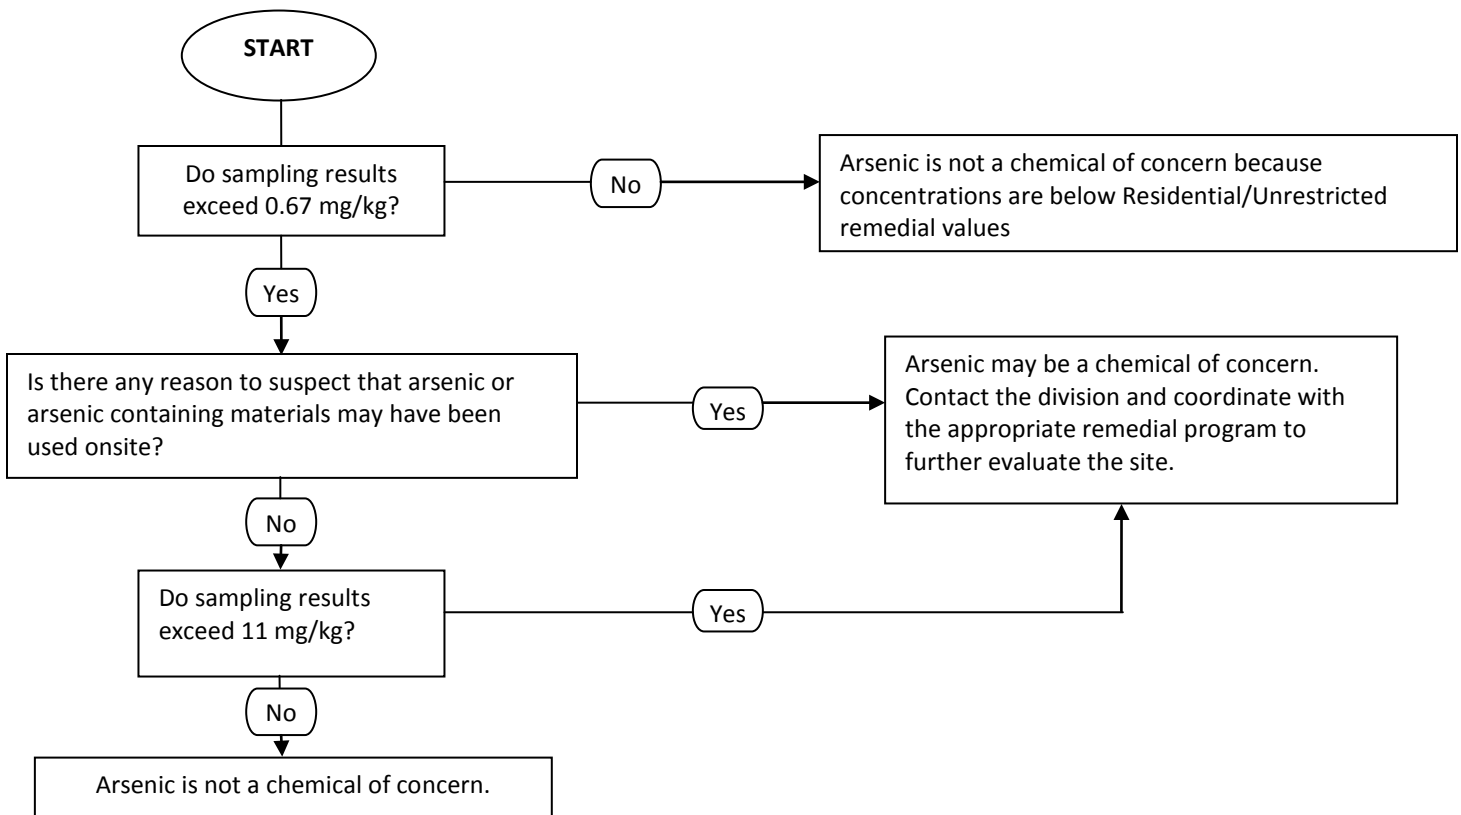 START
Do sampling results
exceed 0.67 mg/kg?
No
Arsenic is not a chemical of concern because
concentrations are below Residential/Unrestricted
remedial values
Yes
Is there any reason to suspect that arsenic or
arsenic containing materials may have been
used onsite?
Yes
Arsenic may be a chemical of concern.
Contact the division and coordinate with
the appropriate remedial program to
further evaluate the site.
No
Do sampling results
exceed 11 mg/kg?
Yes
No
Arsenic is not a chemical of concern.